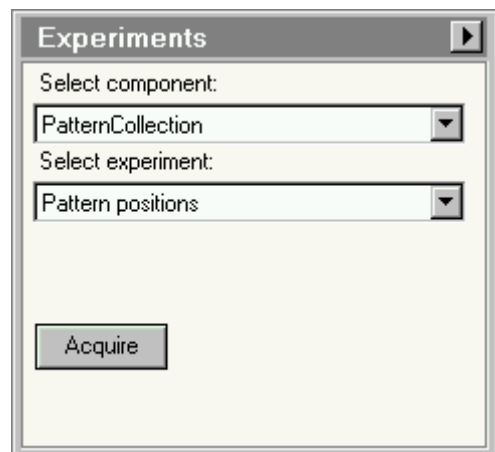 Experiments
Select component:
PatternCollection
Select experiment:
Pattern positions
Acquire